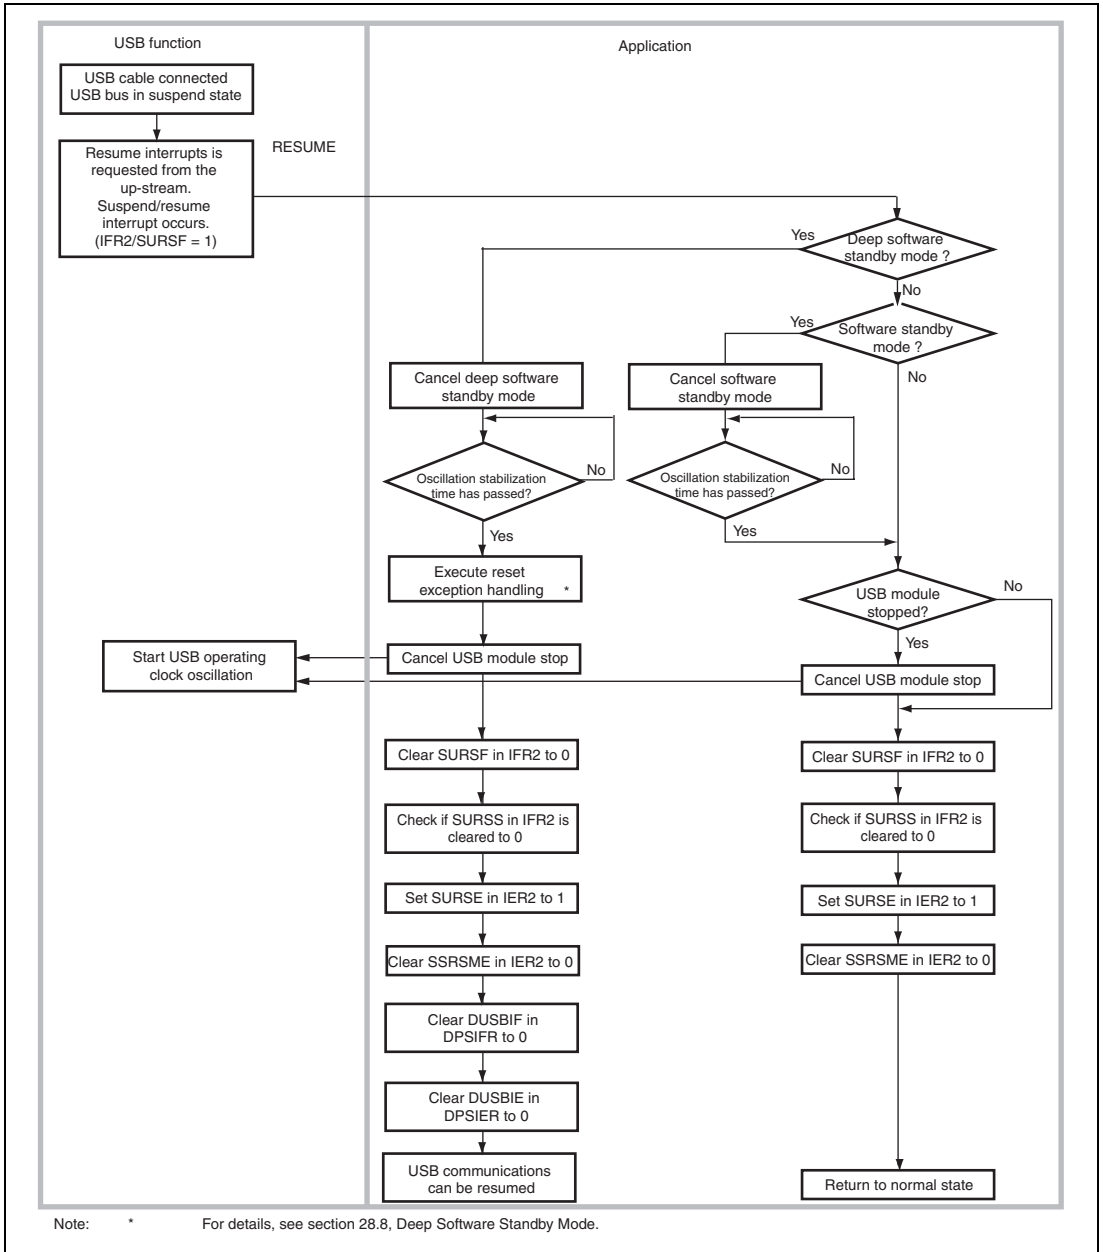 USB function
Application
USB cable connected
USB bus in suspend state
Resume interrupts is
requested from the
up-stream.
Suspend/resume
interrupt occurs.
(IFR2/SURSF = 1)
RESUME
Yes
Deep software
standby mode ?
No
Yes
Software standby
mode ?
No
Cancel deep software
standby mode
Cancel software
standby mode
Oscillation stabilization
time has passed?
No
Oscillation stabilization
time has passed?
No
Yes
Yes
Execute reset
exception handling *
USB module
stopped?
No
Yes
Start USB operating
clock oscillation
Cancel USB module stop
Cancel USB module stop
Clear SURSF in IFR2 to 0
Clear SURSF in IFR2 to 0
Check if SURSS in IFR2 is
cleared to 0
Check if SURSS in IFR2 is
cleared to 0
Set SURSE in IER2 to 1
Set SURSE in IER2 to 1
Clear SSRSME in IER2 to 0
Clear SSRSME in IER2 to 0
Clear DUSBIF in
DPSIFR to 0
Clear DUSBIE in
DPSIER to 0
USB communications
can be resumed
Return to normal state
Note: * For details, see section 28.8, Deep Software Standby Mode.